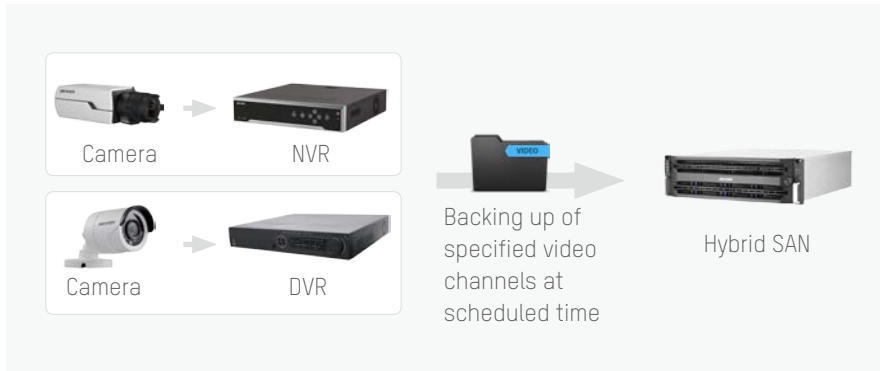 Camera
NVR
VIDEO
Backing up of
specified video
channels at
scheduled time
Hybrid SAN
Camera
DVR